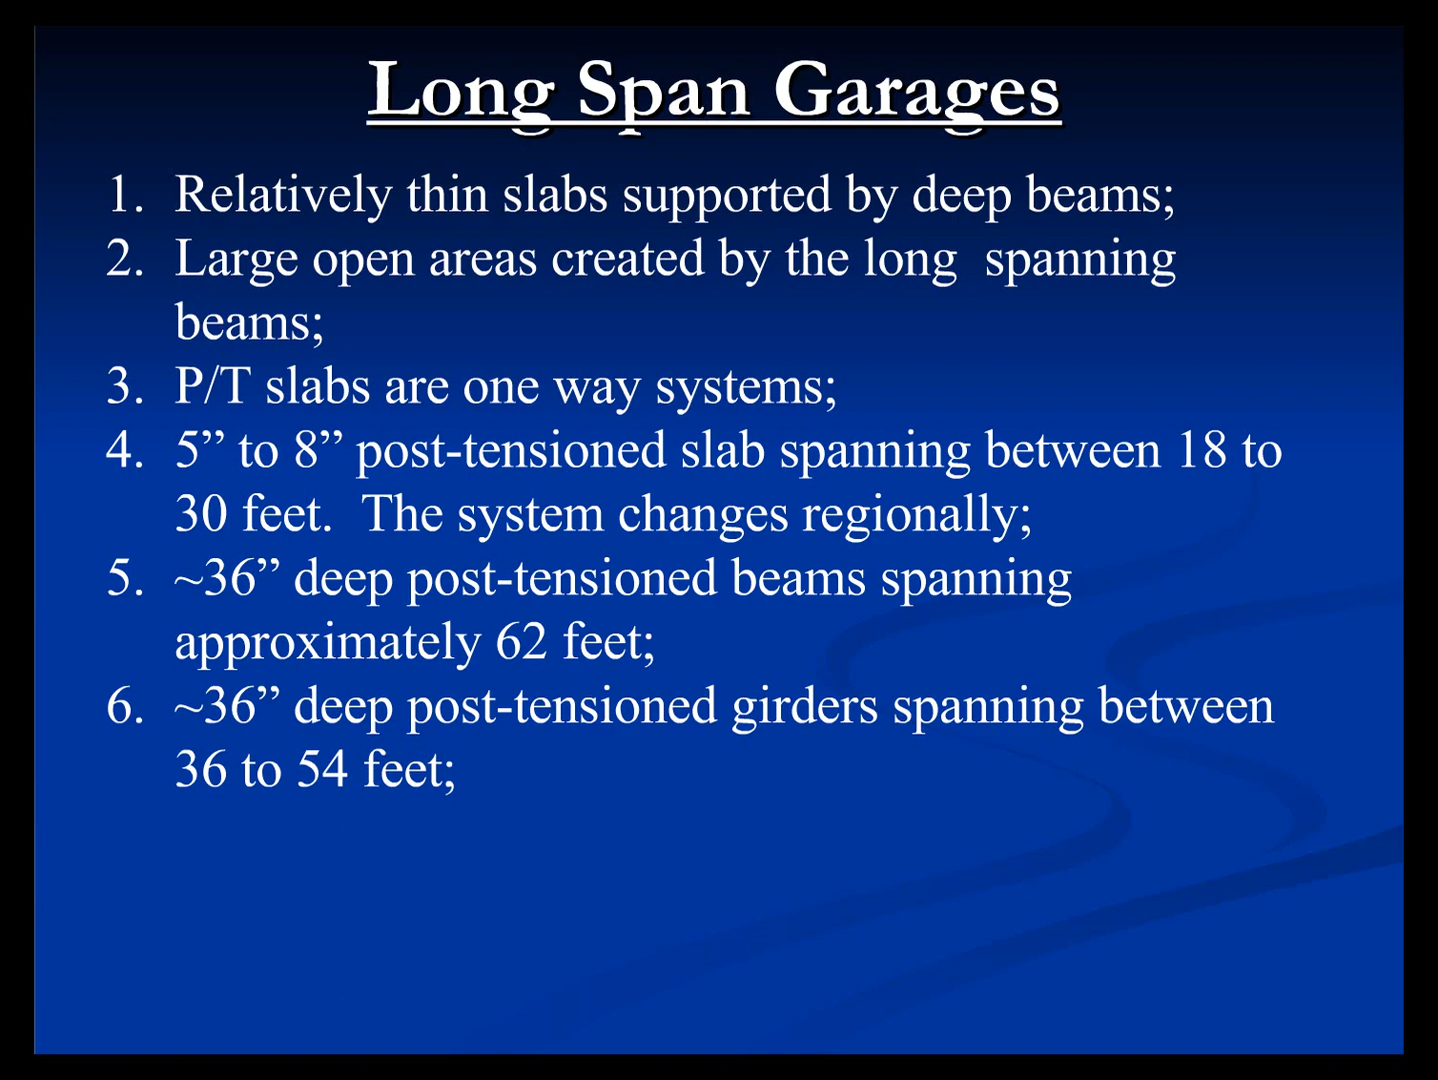 Long Span Garages
1. Relatively thin slabs supported by deep beams;
2. Large open areas created by the long  spanning
beams;
3. P/T slabs are one way systems;
4. 5” to 8” post-tensioned slab spanning between 18 to
30 feet.  The system changes regionally;
5. ~36” deep post-tensioned beams spanning
approximately 62 feet;
6. ~36” deep post-tensioned girders spanning between
36 to 54 feet;